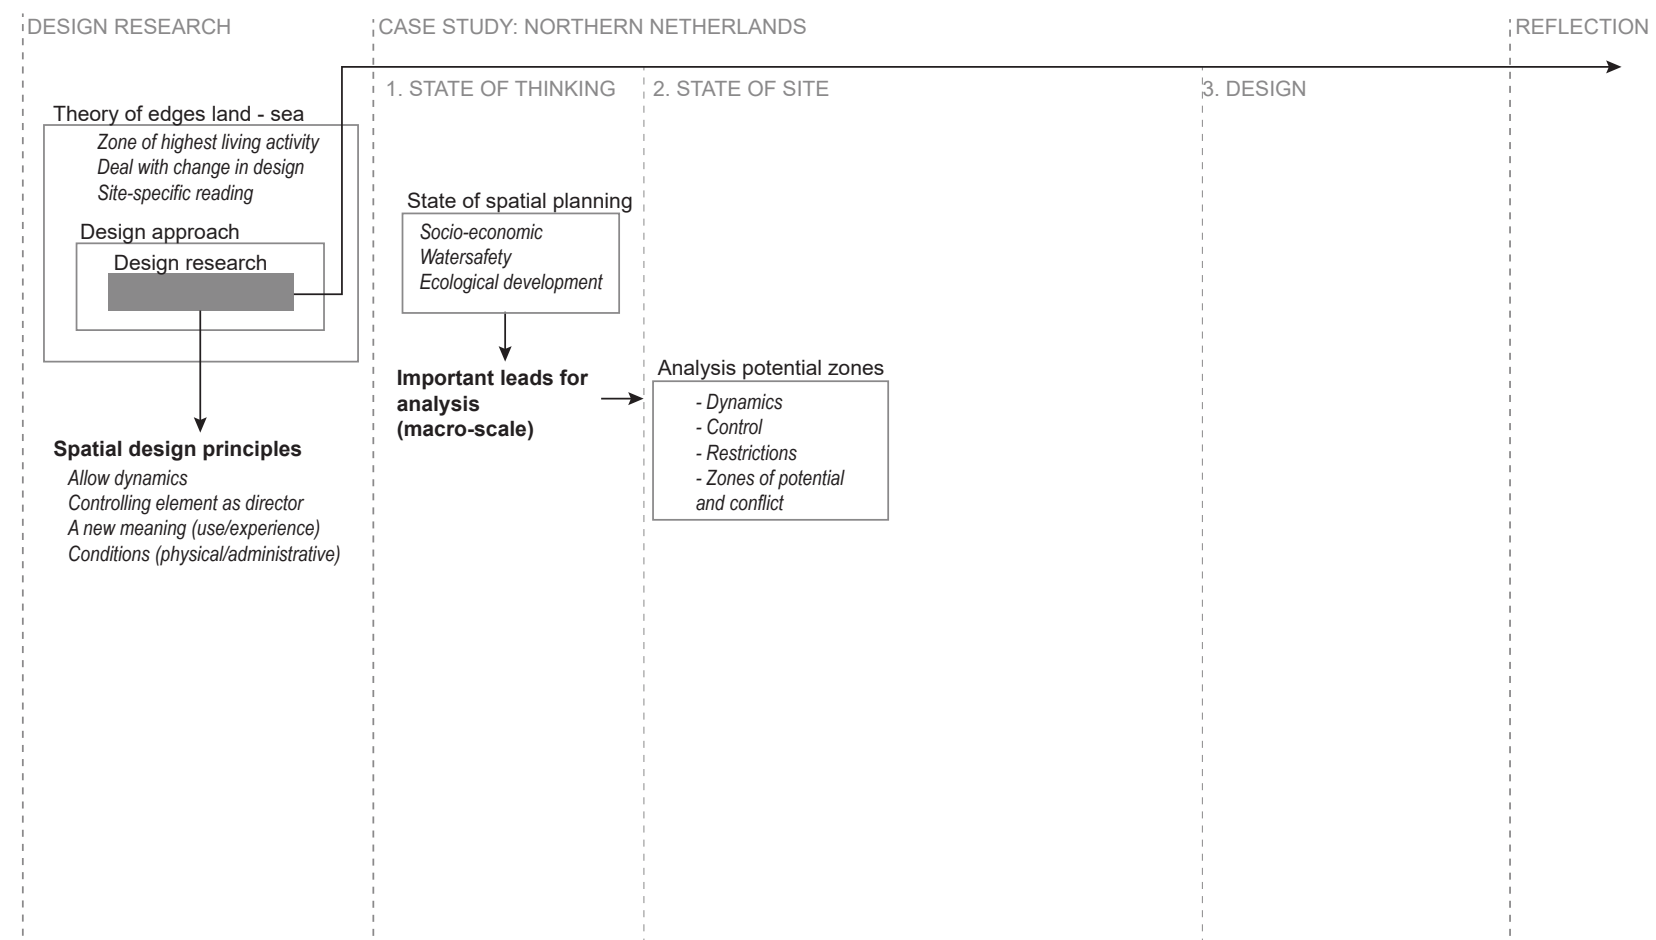 DESIGN RESEARCH
CASE STUDY: NORTHERN NETHERLANDS
REFLECTION
1. STATE OF THINKING
2. STATE OF SITE
3. DESIGN
Theory of edges land - sea
Zone of highest living activity
Deal with change in design
Site-specific reading
Design approach
Design research
Spatial design principles
Allow dynamics
Controlling element as director
A new meaning (use/experience)
Conditions (physical/administrative)
State of spatial planning
Socio-economic
Watersafety
Ecological development
Important leads for
analysis
(macro-scale)
Analysis potential zones
- Dynamics
- Control
- Restrictions
- Zones of potential
and conflict